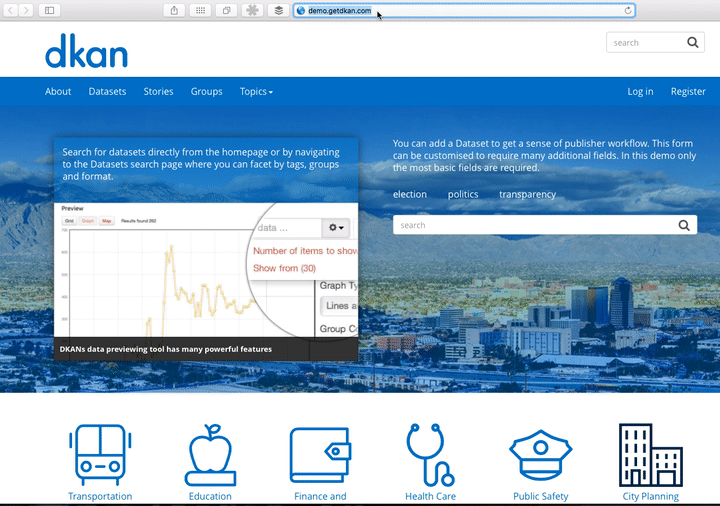 demo.getdkan.com
dkan
search
About Datasets Stories Groups Topics
Log in Register
Search for datasets directly from the homepage or by navigating
to the Datasets search page where you can facet by tags, groups
and format.
Preview
Grid Graph Map Results found 262
data ...
Number of items to show
Show from (30)
Graph Ty
Lines a
Group Co
DKANs data previewing tool has many powerful features
You can add a Dataset to get a sense of publisher workflow. This form
can be customised to require many additional fields. In this demo only
the most basic fields are required.
election politics transparency
search
Transportation
Education
Finance and
Health Care
Public Safety
City Planning